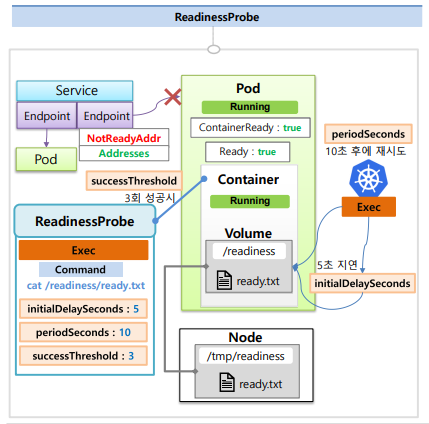 ReadinessProbe
Service
Endpoint
Endpoint
NotReadyAddr
Addresses
Pod
Pod
Running
ContainerReady : true
Ready : true
periodSeconds
10초 후에 재시도
successThreshold
3회 성공시
Container
Running
Exec
ReadinessProbe
Exec
Command
cat /readiness/ready.txt
initialDelaySeconds : 5
periodSeconds : 10
successThreshold : 3
Volume
/readiness
ready.txt
5초 지연
initialDelaySeconds
Node
/tmp/readiness
ready.txt